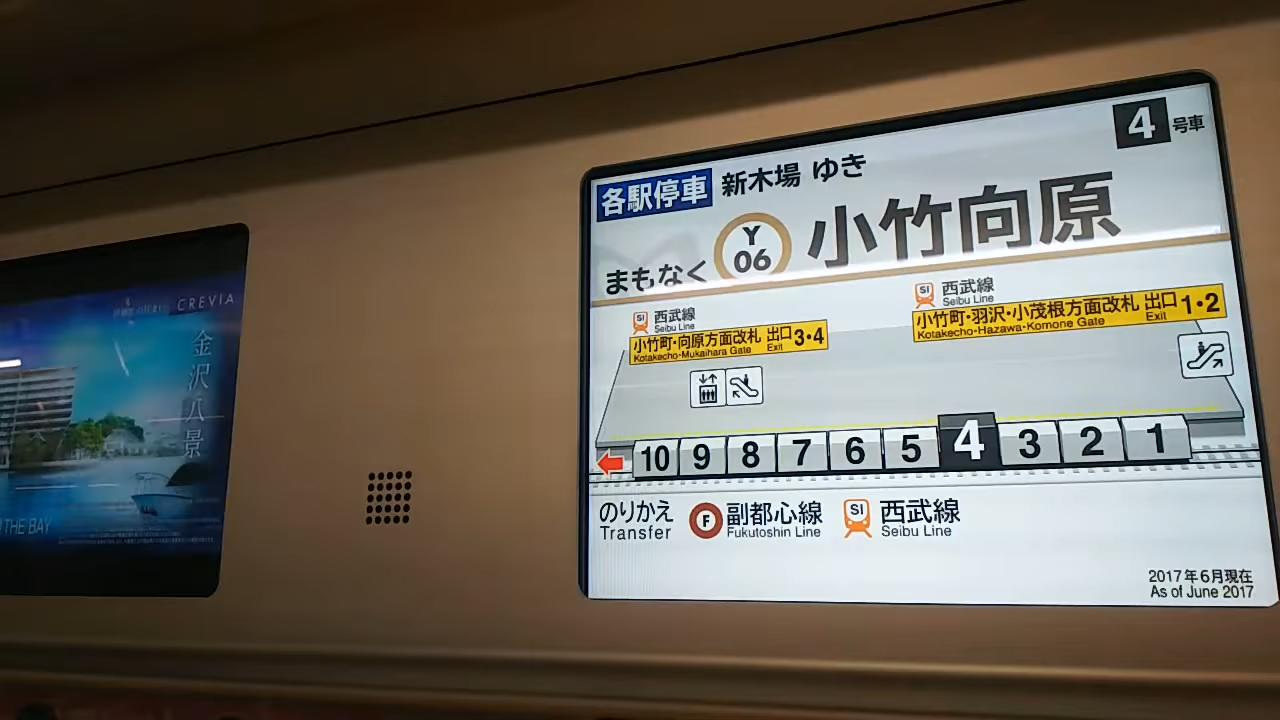 4 号車
各駅停車 新木場 ゆき
まもなく Y 06 小竹向原
SI 西武線
Seibu Line
小竹町・向原方面改札 出口 3・4
Kotakecho-Mukaihara Gate Exit
SI 西武線
Seibu Line
小竹町・羽沢・小茂根方面改札 出口 1・2
Kotakecho-Hazawa-Komone Gate Exit
10 9 8 7 6 5 4 3 2 1
のりかえ F 副都心線 SI 西武線
Transfer Fukutoshin Line Seibu Line
2017年6月現在
As of June 2017
CREVIA
金沢八景
THE BAY